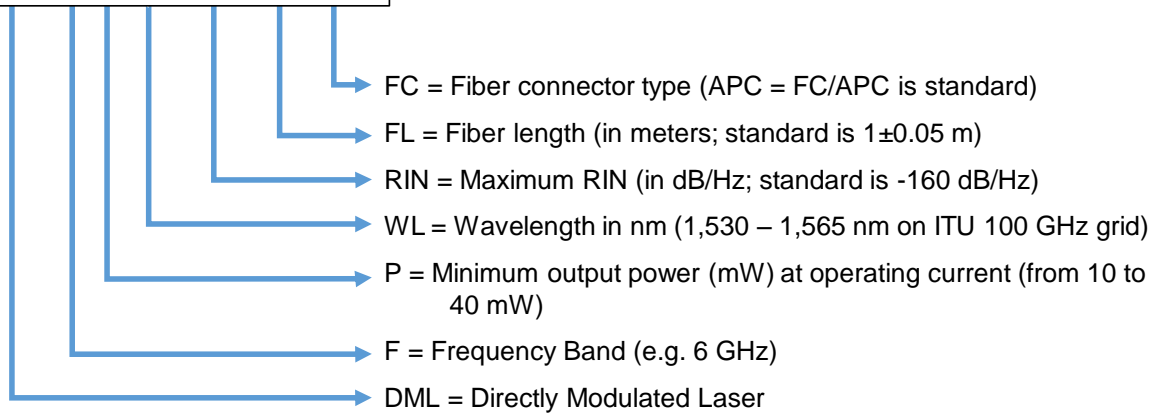 FC = Fiber connector type (APC = FC/APC is standard)
FL = Fiber length (in meters; standard is 1±0.05 m)
RIN = Maximum RIN (in dB/Hz; standard is -160 dB/Hz)
WL = Wavelength in nm (1,530 – 1,565 nm on ITU 100 GHz grid)
P = Minimum output power (mW) at operating current (from 10 to
40 mW)
F = Frequency Band (e.g. 6 GHz)
DML = Directly Modulated Laser